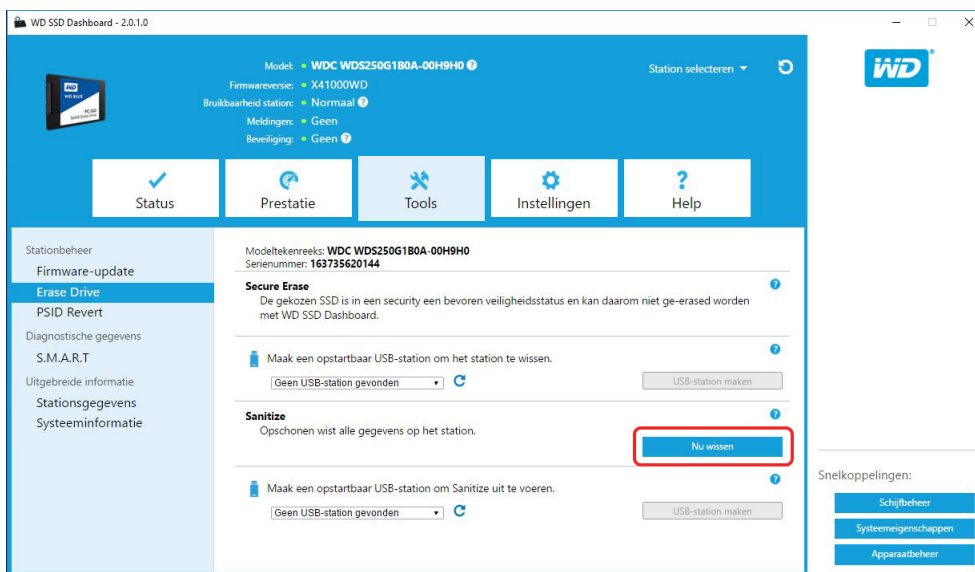 WD SSD Dashboard - 2.0.1.0
WD
Model: WDC WDS250G1B0A-00H9H0
Firmwareversie: X41000WD
Bruikbaarheid station: Normaal
Meldingen: Geen
Beveiliging: Geen
Station selecteren
WD
WD BLUE
Status
Prestatie
Tools
Instellingen
Help
Stationbeheer
Firmware-update
Erase Drive
PSID Revert
Diagnostische gegevens
S.M.A.R.T
Uitgebreide informatie
Stationsgegevens
Systeeminformatie
Modeltekenreeks: WDC WDS250G1B0A-00H9H0
Serienummer: 163735620144
Secure Erase
De gekozen SSD is in een security een bevoren veiligheidsstatus en kan daarom niet ge-erased worden
met WD SSD Dashboard.
Maak een opstartbaar USB-station om het station te wissen.
Geen USB-station gevonden
USB-station maken
Sanitize
Opschonen wist alle gegevens op het station.
Nu wissen
Maak een opstartbaar USB-station om Sanitize uit te voeren.
Geen USB-station gevonden
USB-station maken
Snelkoppelingen:
Schijfbeheer
Systeemeigenschappen
Apparaatbeheer